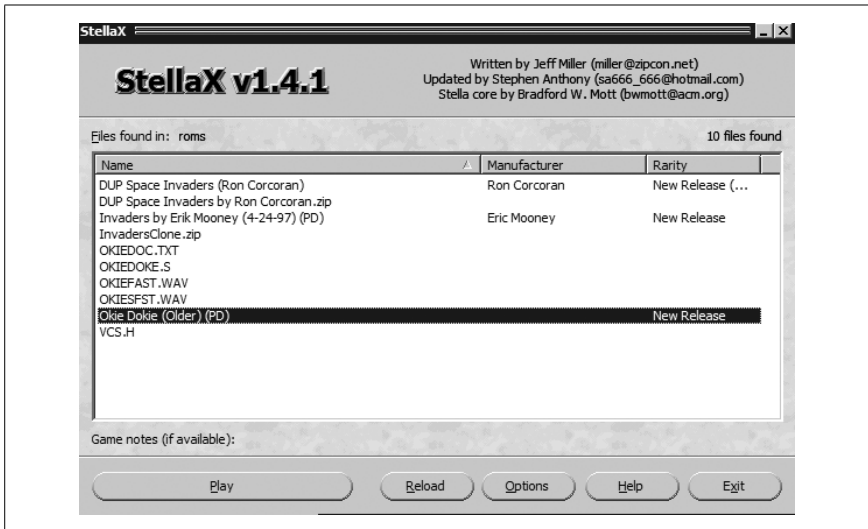 StellaX
StellaX v1.4.1
Written by Jeff Miller (miller@zipcon.net)
Updated by Stephen Anthony (sa666_666@hotmail.com)
Stella core by Bradford W. Mott (bwmott@acm.org)
Files found in: roms 10 files found
Name Manufacturer Rarity
DUP Space Invaders (Ron Corcoran) Ron Corcoran New Release (...
DUP Space Invaders by Ron Corcoran.zip
Invaders by Erik Mooney (4-24-97) (PD) Eric Mooney New Release
InvadersClone.zip
OKIEDOC.TXT
OKIEDOKE.S
OKIEFAST.WAV
OKIESFST.WAV
Okie Dokie (Older) (PD) New Release
VCS.H
Game notes (if available):
Play Reload Options Help Exit